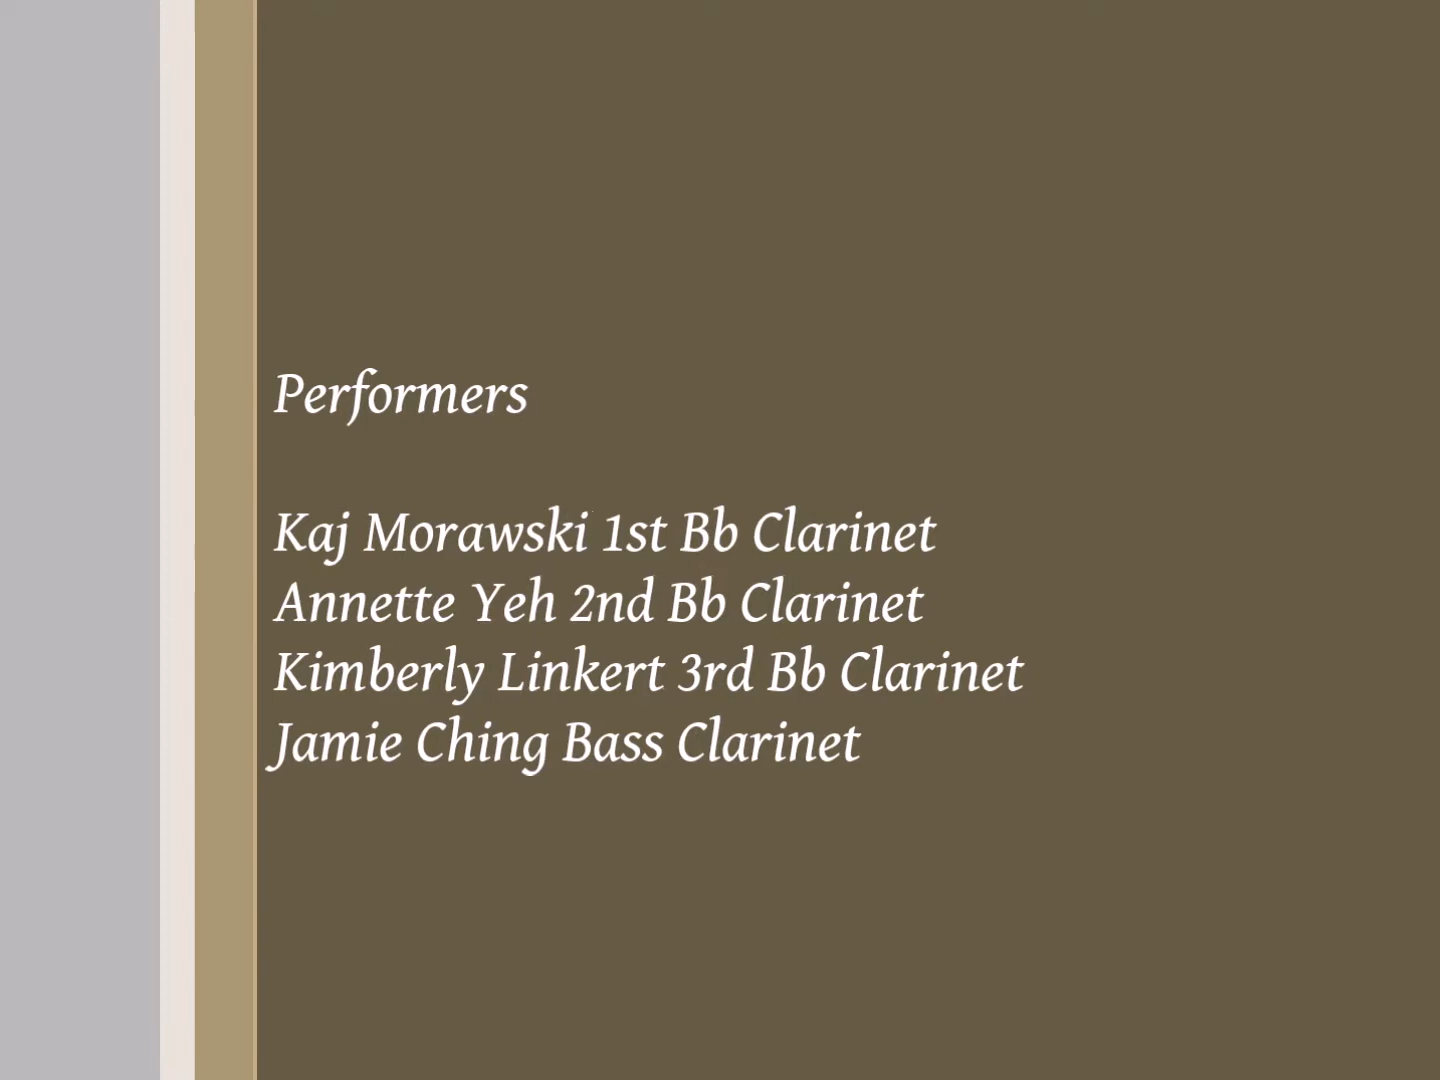 Performers
Kaj Morawski 1st Bb Clarinet
Annette Yeh 2nd Bb Clarinet
Kimberly Linkert 3rd Bb Clarinet
Jamie Ching Bass Clarinet